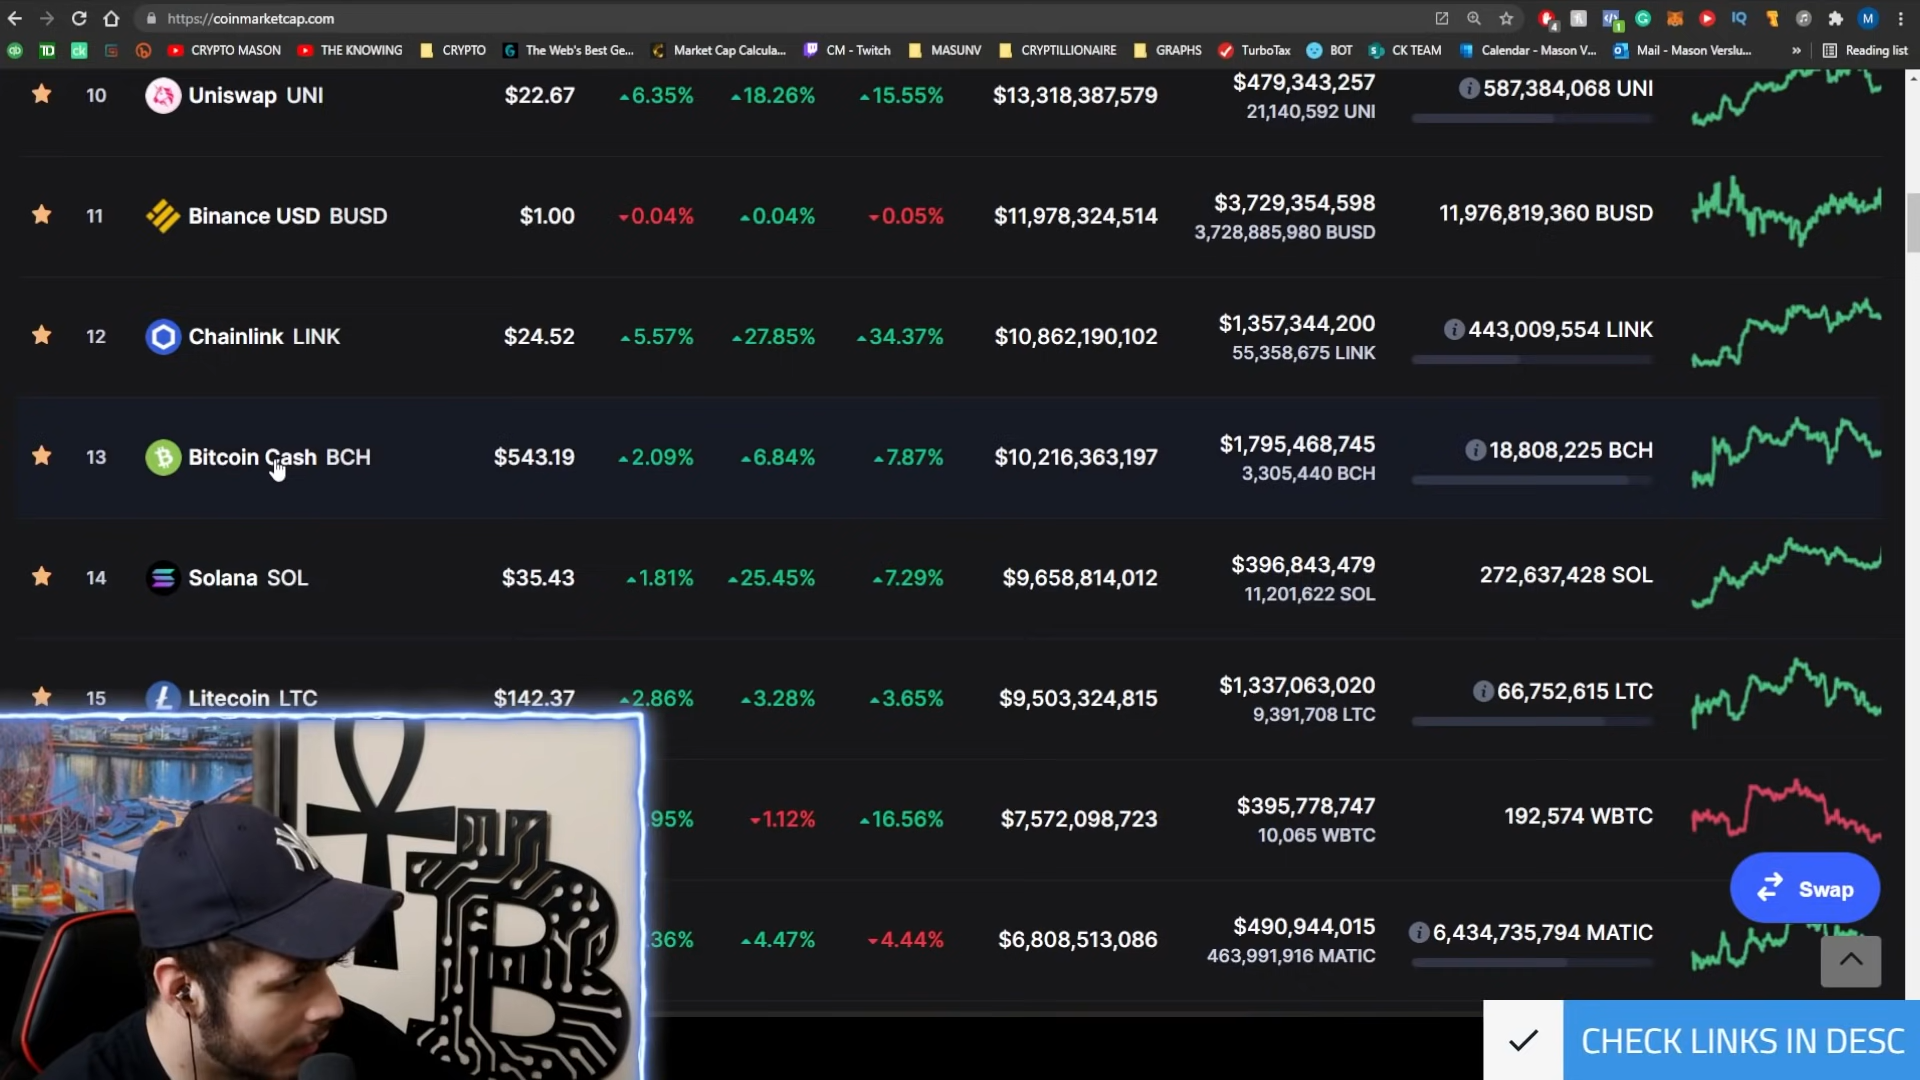 https://coinmarketcap.com
CRYPTO MASON THE KNOWING CRYPTO The Web's Best Ge... Market Cap Calcula... CM - Twitch MASUNV CRYPTILLIONAIRE GRAPHS TurboTax BOT CK TEAM Calendar - Mason V... Mail - Mason Verslu... » Reading list
10 Uniswap UNI $22.67 6.35% 18.26% 15.55% $13,318,387,579 $479,343,257 587,384,068 UNI
21,140,592 UNI
11 Binance USD BUSD $1.00 0.04% 0.04% 0.05% $11,978,324,514 $3,729,354,598 11,976,819,360 BUSD
3,728,885,980 BUSD
12 Chainlink LINK $24.52 5.57% 27.85% 34.37% $10,862,190,102 $1,357,344,200 443,009,554 LINK
55,358,675 LINK
13 Bitcoin Cash BCH $543.19 2.09% 6.84% 7.87% $10,216,363,197 $1,795,468,745 18,808,225 BCH
3,305,440 BCH
14 Solana SOL $35.43 1.81% 25.45% 7.29% $9,658,814,012 $396,843,479 272,637,428 SOL
11,201,622 SOL
15 Litecoin LTC $142.37 2.86% 3.28% 3.65% $9,503,324,815 $1,337,063,020 66,752,615 LTC
9,391,708 LTC
.95% 1.12% 16.56% $7,572,098,723 $395,778,747 192,574 WBTC
10,065 WBTC
Swap
.36% 4.47% 4.44% $6,808,513,086 $490,944,015 6,434,735,794 MATIC
463,991,916 MATIC
CHECK LINKS IN DESC